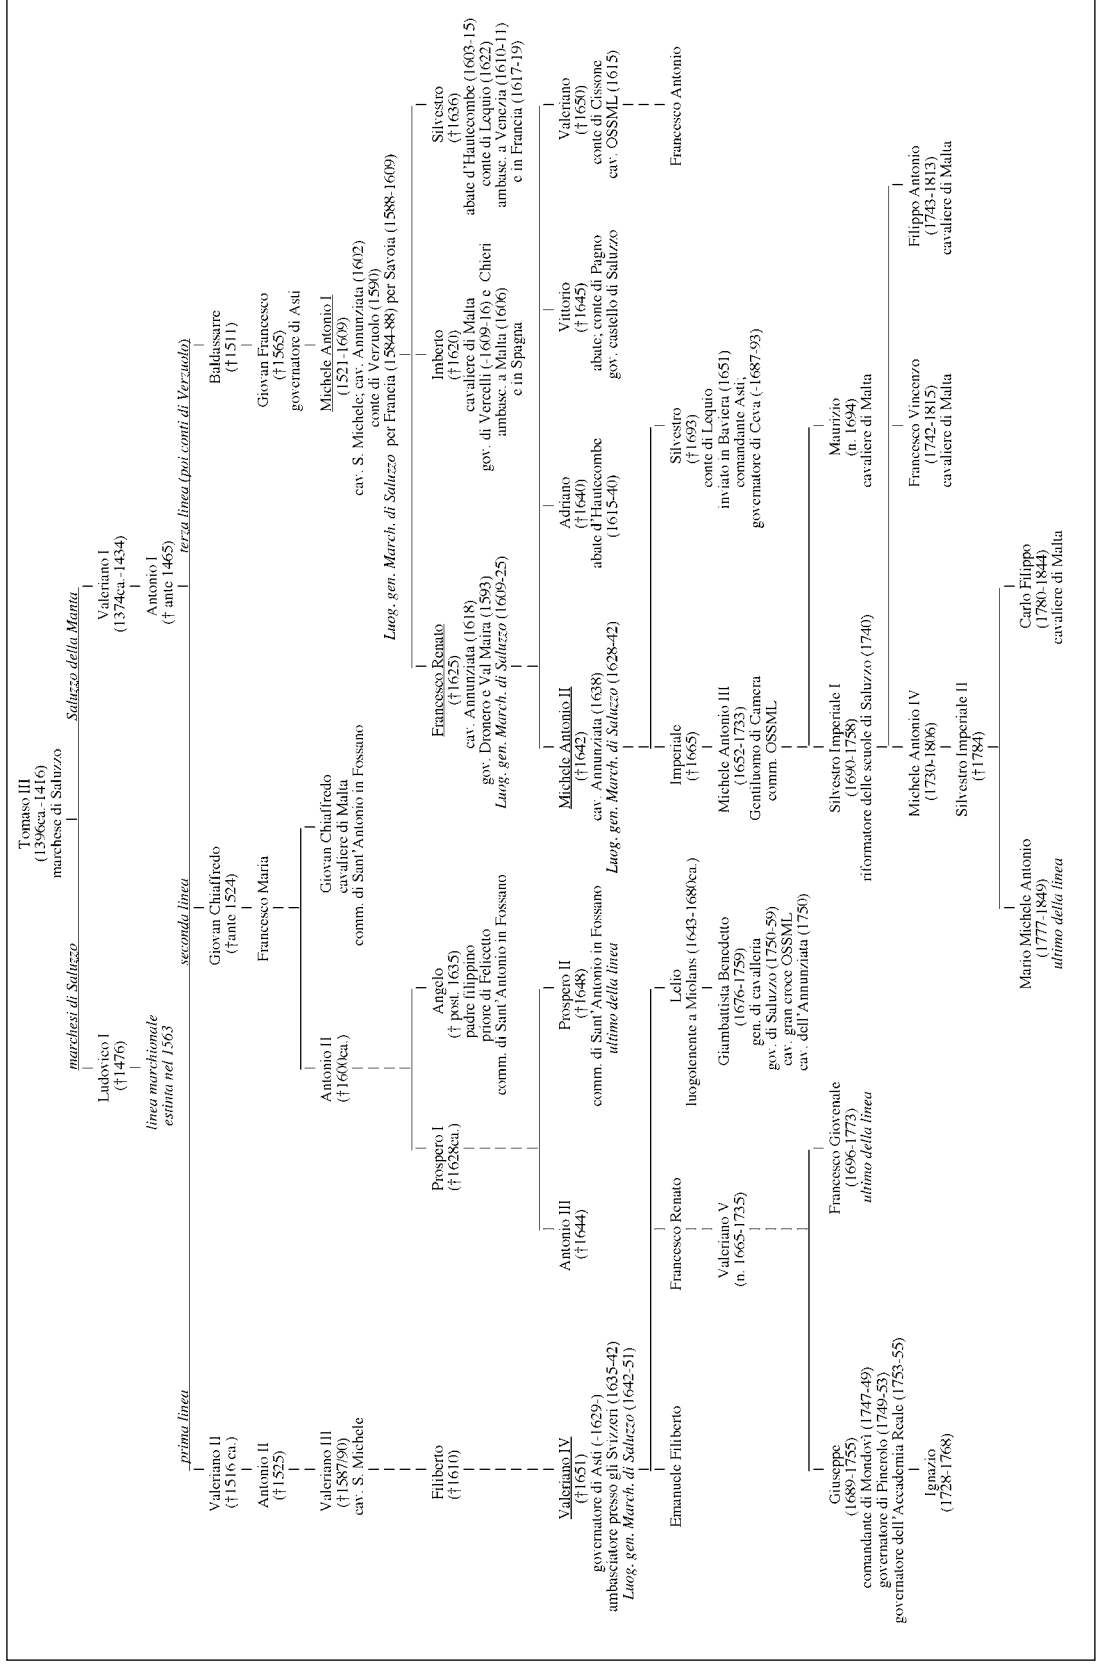 Tomaso III
(1396ca.-1416)
marchese di Saluzzo
marchesi di Saluzzo
Saluzzo della Manta
Ludovico I
(†1476)
linea marchionale
estinta nel 1563
Valeriano I
(1374ca.-1434)
Antonio I
(† ante 1465)
prima linea
seconda linea
terza linea (poi conti di Verzuolo)
Valeriano II
(†1516 ca.)
Giovan Chiaffredo
(†ante 1524)
Baldassarre
(†1511)
Antonio II
(†1525)
Francesco Maria
Giovan Francesco
(†1565)
governatore di Asti
Valeriano III
(†1587/90)
cav. S. Michele
Antonio II
(†1600ca.)
Giovan Chiaffredo
cavaliere di Malta
comm. di Sant'Antonio in Fossano
Michele Antonio I
(1521-1609)
cav. S. Michele; cav. Annunziata (1602)
conte di Verzuolo (1590)
Luog. gen. March. di Saluzzo per Francia (1584-88) per Savoia (1588-1609)
Filiberto
(†1610)
Prospero I
(†1628ca.)
Angelo
(† post. 1635)
padre filippino
priore di Felicetto
comm. di Sant'Antonio in Fossano
Francesco Renato
(†1625)
cav. Annunziata (1618)
gov. Dronero e Val Maira (1593)
Luog. gen. March. di Saluzzo (1609-25)
Imberto
(†1620)
cavaliere di Malta
gov. di Vercelli (-1609-16) e Chieri
ambasc. a Malta (1606)
e in Spagna
Silvestro
(†1636)
abate d'Hautecombe (1603-15)
conte di Lequio (1622)
ambasc. a Venezia (1610-11)
e in Francia (1617-19)
Valeriano IV
(†1651)
governatore di Asti (-1629-)
ambasciatore presso gli Svizzeri (1635-42)
Luog. gen. March. di Saluzzo (1642-51)
Antonio III
(†1644)
Prospero II
(†1648)
comm. di Sant'Antonio in Fossano
ultimo della linea
Michele Antonio II
(†1642)
cav. Annunziata (1638)
Luog. gen. March. di Saluzzo (1628-42)
Adriano
(†1640)
abate d'Hautecombe
(1615-40)
Vittorio
(†1645)
abate; conte di Pagno
gov. castello di Saluzzo
Valeriano
(†1650)
conte di Cissone
cav. OSSML (1615)
Emanuele Filiberto
Francesco Renato
Lelio
luogotenente a Miolans (1643-1680ca.)
Imperiale
(†1665)
Silvestro
(†1693)
conte di Lequio
inviato in Baviera (1651)
comandante Asti;
governatore di Ceva (-1687-93)
Francesco Antonio
Valeriano V
(n. 1665-1735)
Giambattista Benedetto
(1676-1759)
gen. di cavalleria
gov. di Saluzzo (1750-59)
cav. gran croce OSSML
cav. dell'Annunziata (1750)
Michele Antonio III
(1652-1733)
Gentiluomo di Camera
comm. OSSML
Giuseppe
(1689-1755)
comandante di Mondovì (1747-49)
governatore di Pinerolo (1749-53)
governatore dell'Accademia Reale (1753-55)
Francesco Giovenale
(1696-1773)
ultimo della linea
Silvestro Imperiale I
(1690-1758)
riformatore delle scuole di Saluzzo (1740)
Maurizio
(n. 1694)
cavaliere di Malta
Ignazio
(1728-1768)
Michele Antonio IV
(1730-1806)
Francesco Vincenzo
(1742-1815)
cavaliere di Malta
Filippo Antonio
(1743-1813)
cavaliere di Malta
Silvestro Imperiale II
(†1784)
Mario Michele Antonio
(1777-1849)
ultimo della linea
Carlo Filippo
(1780-1844)
cavaliere di Malta